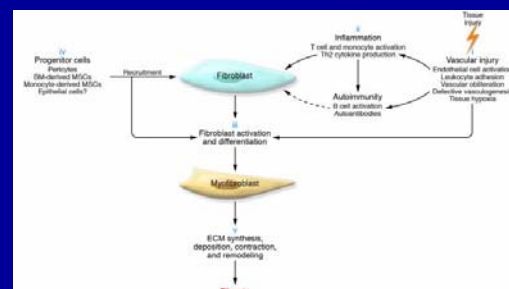 Tissue
injury
ii
Inflammation
T cell and monocyte activation
Th2 cytokine production
Vascular injury
Endothelial cell activation
Leukocyte adhesion
Vascular obliteration
Defective vasculogenesis
Tissue hypoxia
iv
Progenitor cells
Pericytes
BM-derived MSCs
Monocyte-derived MSCs
Epithelial cells?
Recruitment
Fibroblast
Autoimmunity
B cell activation
Autoantibodies
iii
Fibroblast activation
and differentiation
Myofibroblast
v
ECM synthesis,
deposition, contraction,
and remodeling